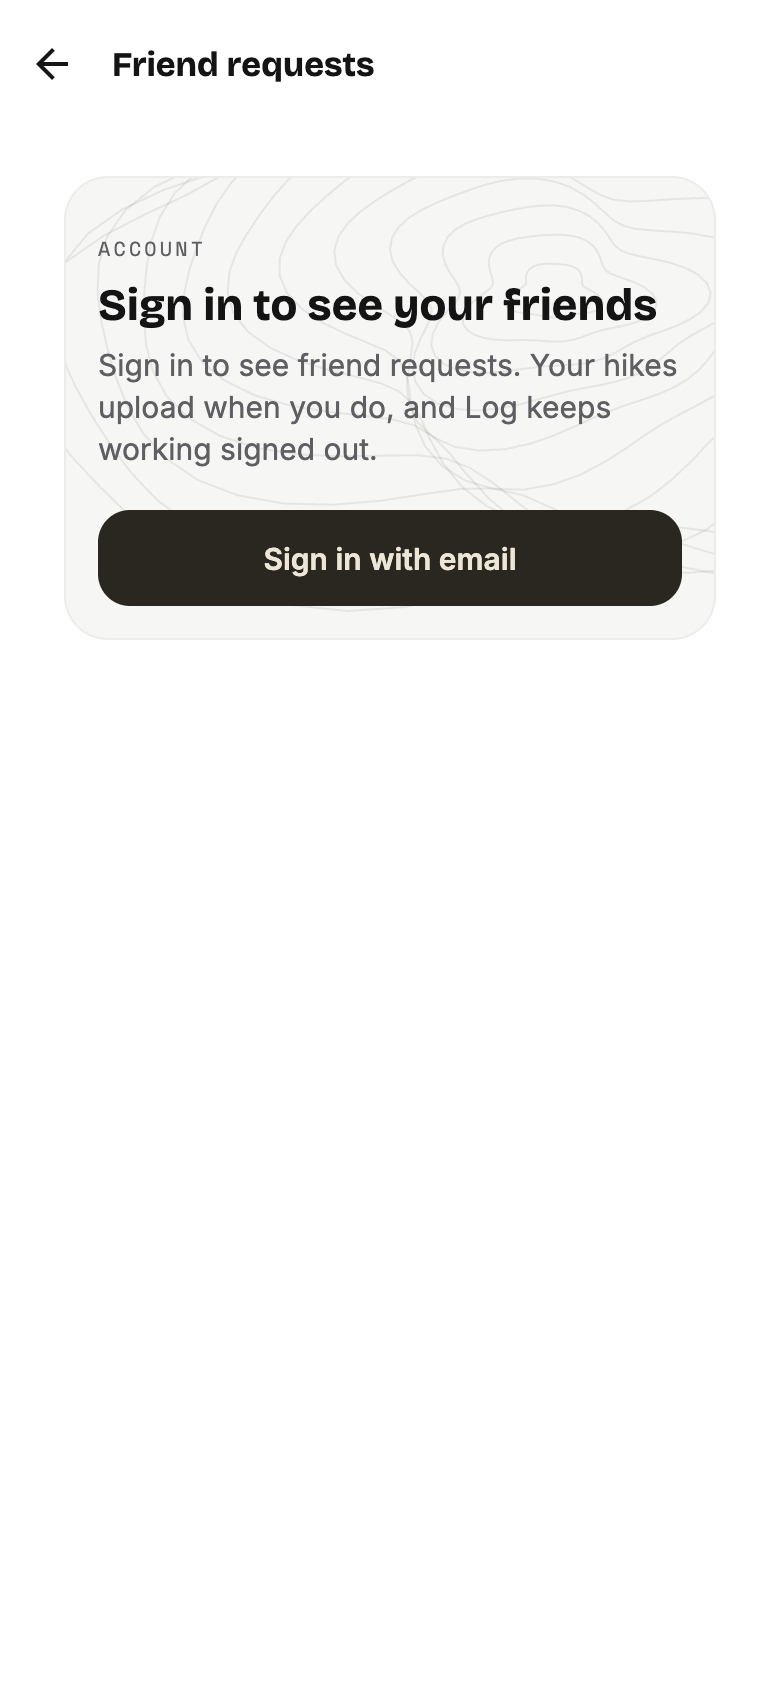 Friend requests
ACCOUNT
Sign in to see your friends
Sign in to see friend requests. Your hikes
upload when you do, and Log keeps
working signed out.
Sign in with email